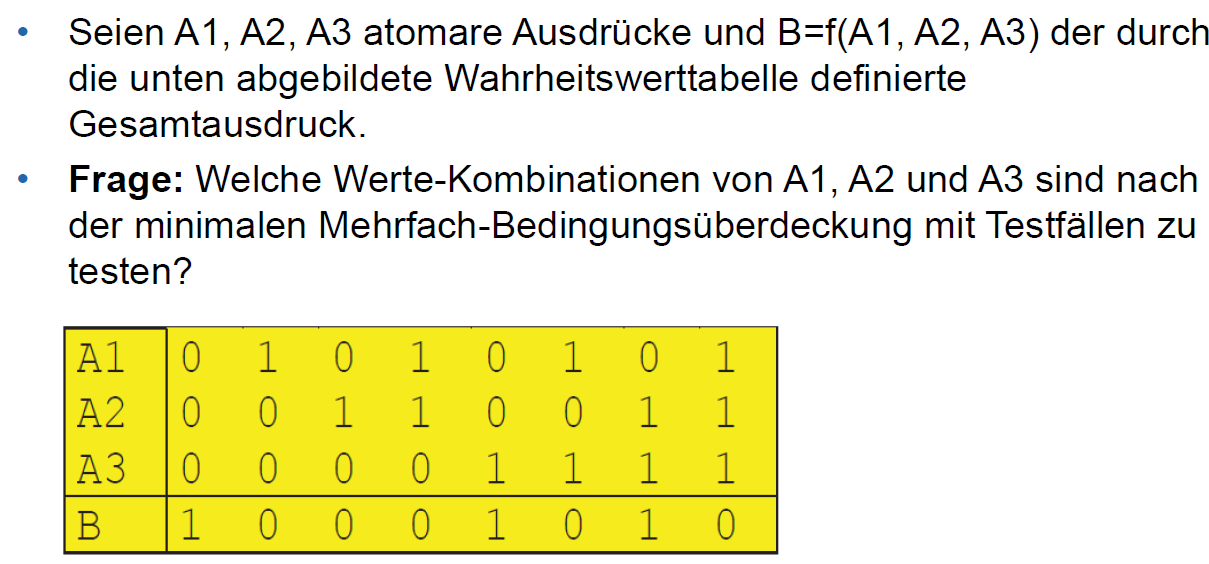 • Seien A1, A2, A3 atomare Ausdrücke und B=f(A1, A2, A3) der durch
die unten abgebildete Wahrheitswerttabelle definierte
Gesamtausdruck.
• Frage: Welche Werte-Kombinationen von A1, A2 und A3 sind nach
der minimalen Mehrfach-Bedingungsüberdeckung mit Testfällen zu
testen?
A1 0 1 0 1 0 1 0 1
A2 0 0 1 1 0 0 1 1
A3 0 0 0 0 1 1 1 1
B 1 0 0 0 1 0 1 0